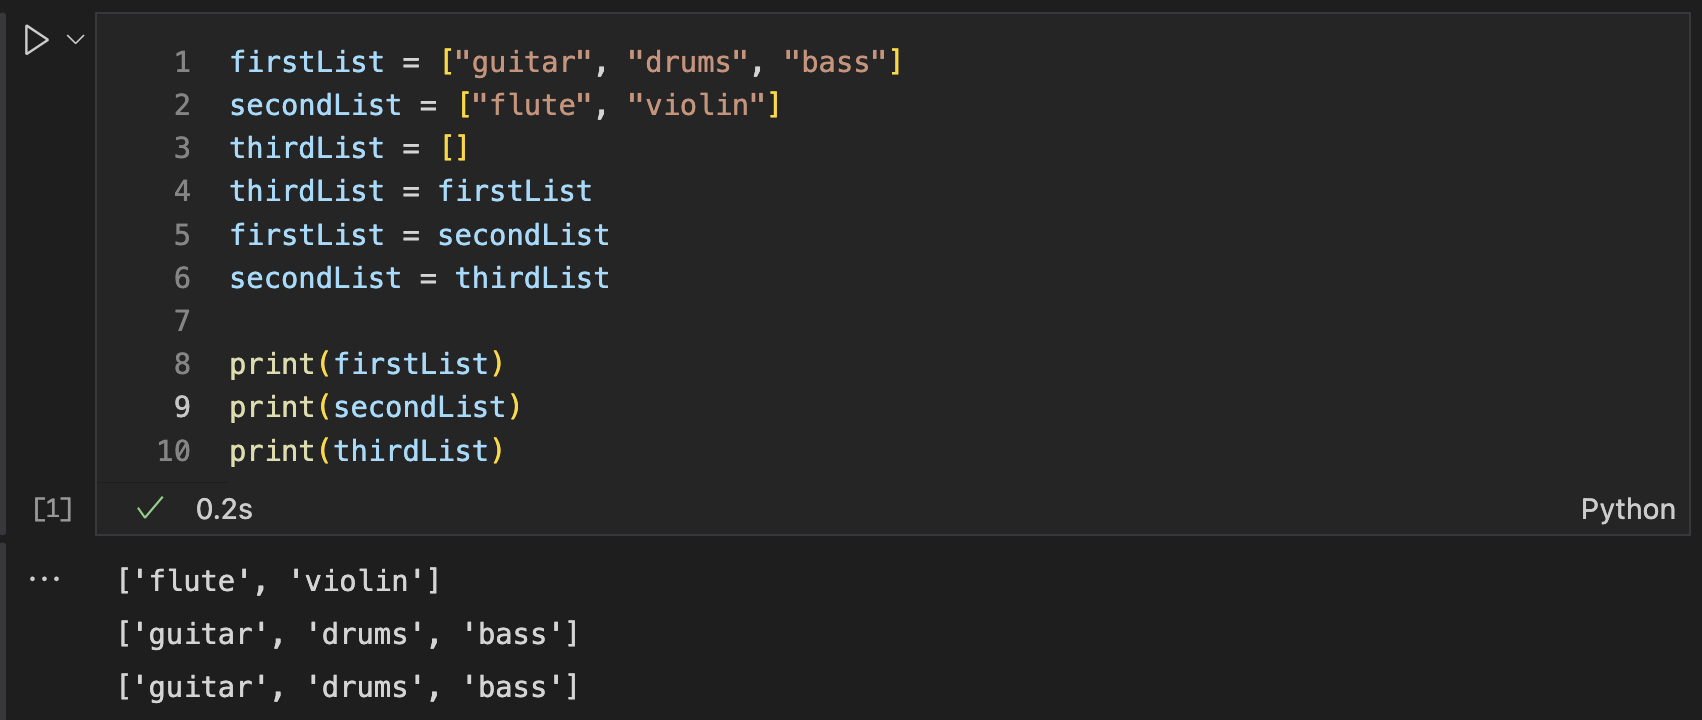 1 firstList = ["guitar", "drums", "bass"]
2 secondList = ["flute", "violin"]
3 thirdList = []
4 thirdList = firstList
5 firstList = secondList
6 secondList = thirdList
7
8 print(firstList)
9 print(secondList)
10 print(thirdList)
[1] 0.2s Python
['flute', 'violin']
['guitar', 'drums', 'bass']
['guitar', 'drums', 'bass']